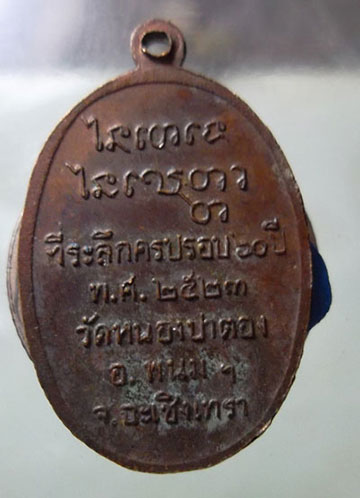 ที่ระลึกครบรอบ ๖๐ ปี
พ.ศ. ๒๕๒๓
วัดหนองปาตอง
อ. พนม ฯ
จ.ฉะเชิงเทรา